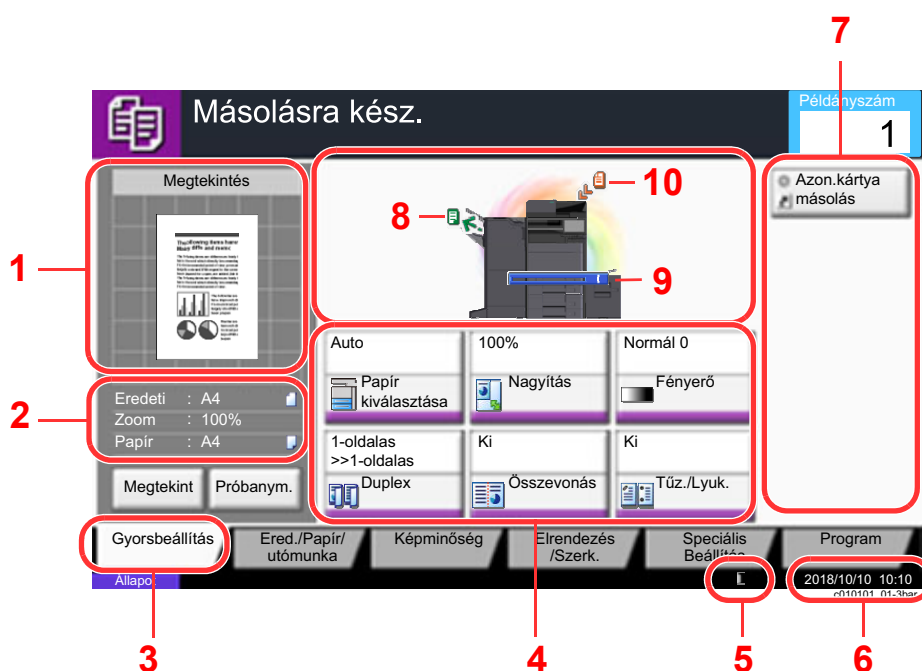 7
Másolásra kész.
Példányszám
1
Megtekintés
1
8
10
9
Azon.kártya
másolás
2
Eredeti : A4
Zoom : 100%
Papír : A4
Megtekint
Próbanym.
Auto
Papír
kiválasztása
100%
Nagyítás
Normál 0
Fényerő
1-oldalas
>>1-oldalas
Duplex
Ki
Összevonás
Ki
Tűz./Lyuk.
Gyorsbeállítás
Ered./Papír/
utómunka
Képminőség
Elrendezés
/Szerk.
Speciális
Beállítás
Program
Állapot
2018/10/10 10:10
c010101_01-3bar
3
4
5
6